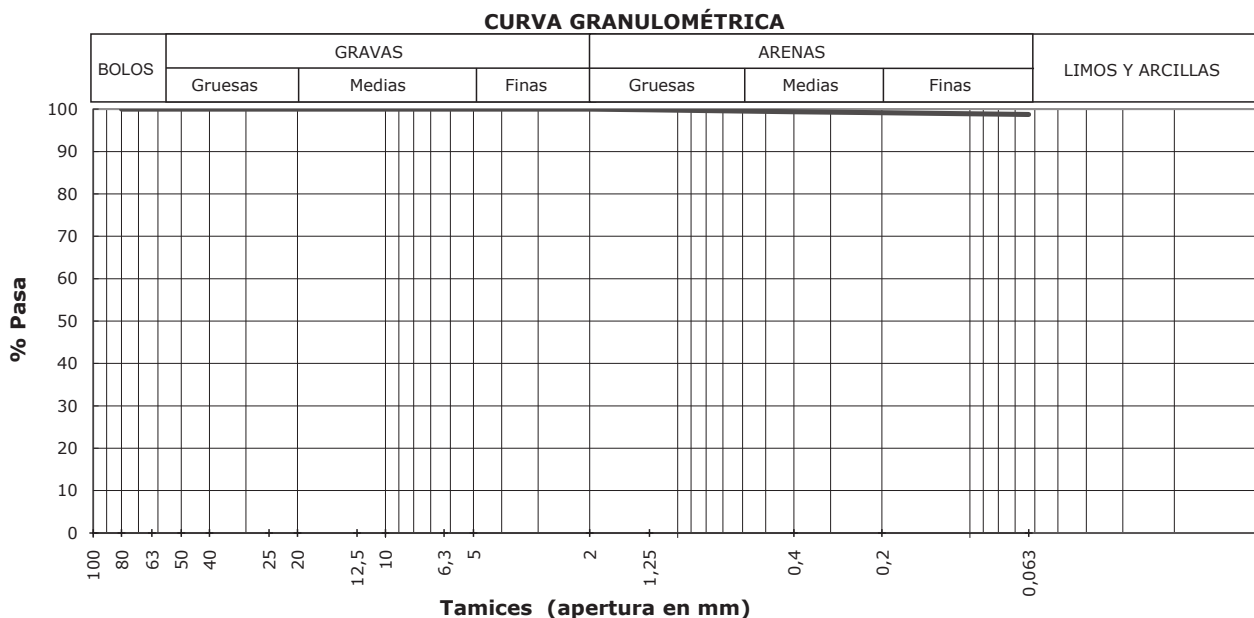 CURVA GRANULOMÉTRICA
BOLOS
GRAVAS
ARENAS
LIMOS Y ARCILLAS
Gruesas
Medias
Finas
Gruesas
Medias
Finas
100
90
80
70
60
50
40
30
20
10
0
% Pasa
100
80
63
50
40
25
20
12,5
10
6,3
5
2
1,25
0,4
0,2
0,063
Tamices (apertura en mm)